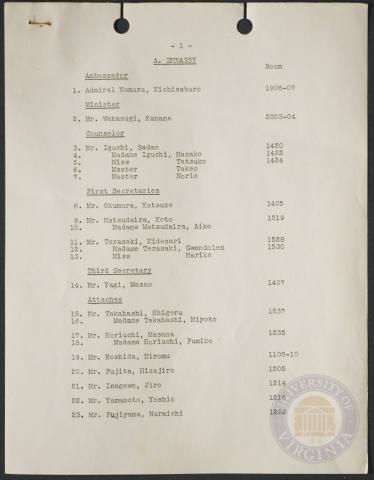 - 1 -
A. EMBASSY
Room
Ambassador
1. Admiral Nomura, Kichisaburo 1906-07
Minister
2. Mr. Wakasugi, Kaname 2003-04
Counselor
3. Mr. Iguchi, Sadao 1420
4. Madame Iguchi, Masako 1422
5. Miss Tatsuko 1424
6. Master Takeo
7. Master Norio
First Secretaries
8. Mr. Okumura, Katsuzo 1405
9. Mr. Matsudaira, Koto 1219
10. Madame Matsudaira, Aiko
11. Mr. Terasaki, Hidenari 1528
12. Madame Terasaki, Gwendolen 1530
13. Miss Mariko
Third Secretary
14. Mr. Yagi, Masao 1407
Attaches
15. Mr. Takahashi, Shigeru 1237
16. Madame Takahashi, Miyoko
17. Mr. Horiuchi, Masana 1235
18. Madame Horiuchi, Fumiko
19. Mr. Hoshida, Hiromu 1108-10
20. Mr. Fujita, Hisajiro 1205
21. Mr. Inagawa, Jiro 1214
22. Mr. Yamamoto, Yoshio 1216
23. Mr. Fujiyama, Naraichi 1222
UNIVERSITY OF VIRGINIA